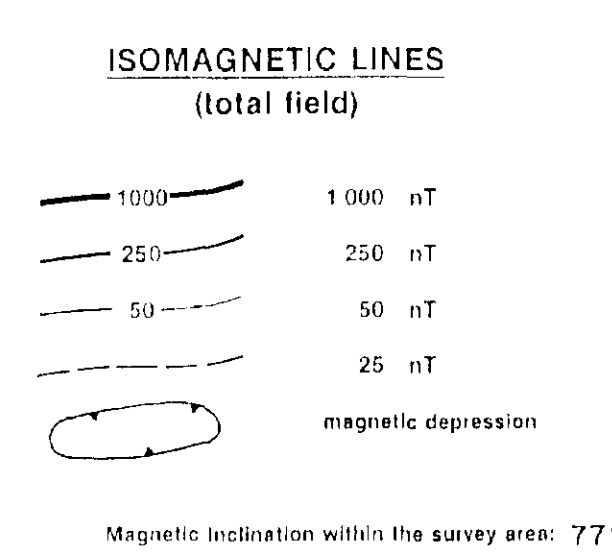 ISOMAGNETIC LINES
(total field)
1000 1 000 nT
250 250 nT
50 50 nT
25 nT
magnetic depression
Magnetic Inclination within the survey area: 77°